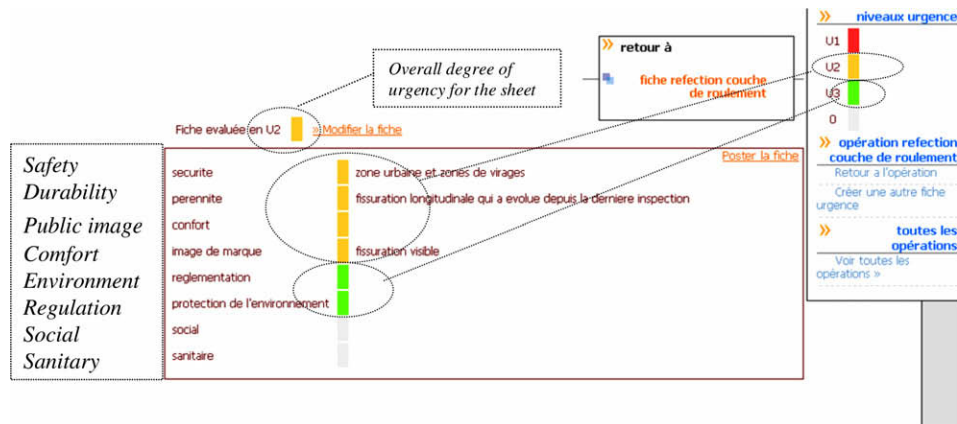 » niveaux urgence
U1
U2
U3
0
» retour à
fiche refection couche
de roulement
Overall degree of
urgency for the sheet
Fiche evaluée en U2 » Modifier la fiche
» opération refection
couche de roulement
Retour a l'opération
Créer une autre fiche
urgence
» toutes les
opérations
Voir toutes les
opérations »
Safety
Durability
Public image
Comfort
Environment
Regulation
Social
Sanitary
Poster la fiche
securite zone urbaine et zones de virages
perennite fissuration longitudinale qui a evolue depuis la derniere inspection
confort
image de marque fissuration visible
reglementation
protection de l'environnement
social
sanitaire